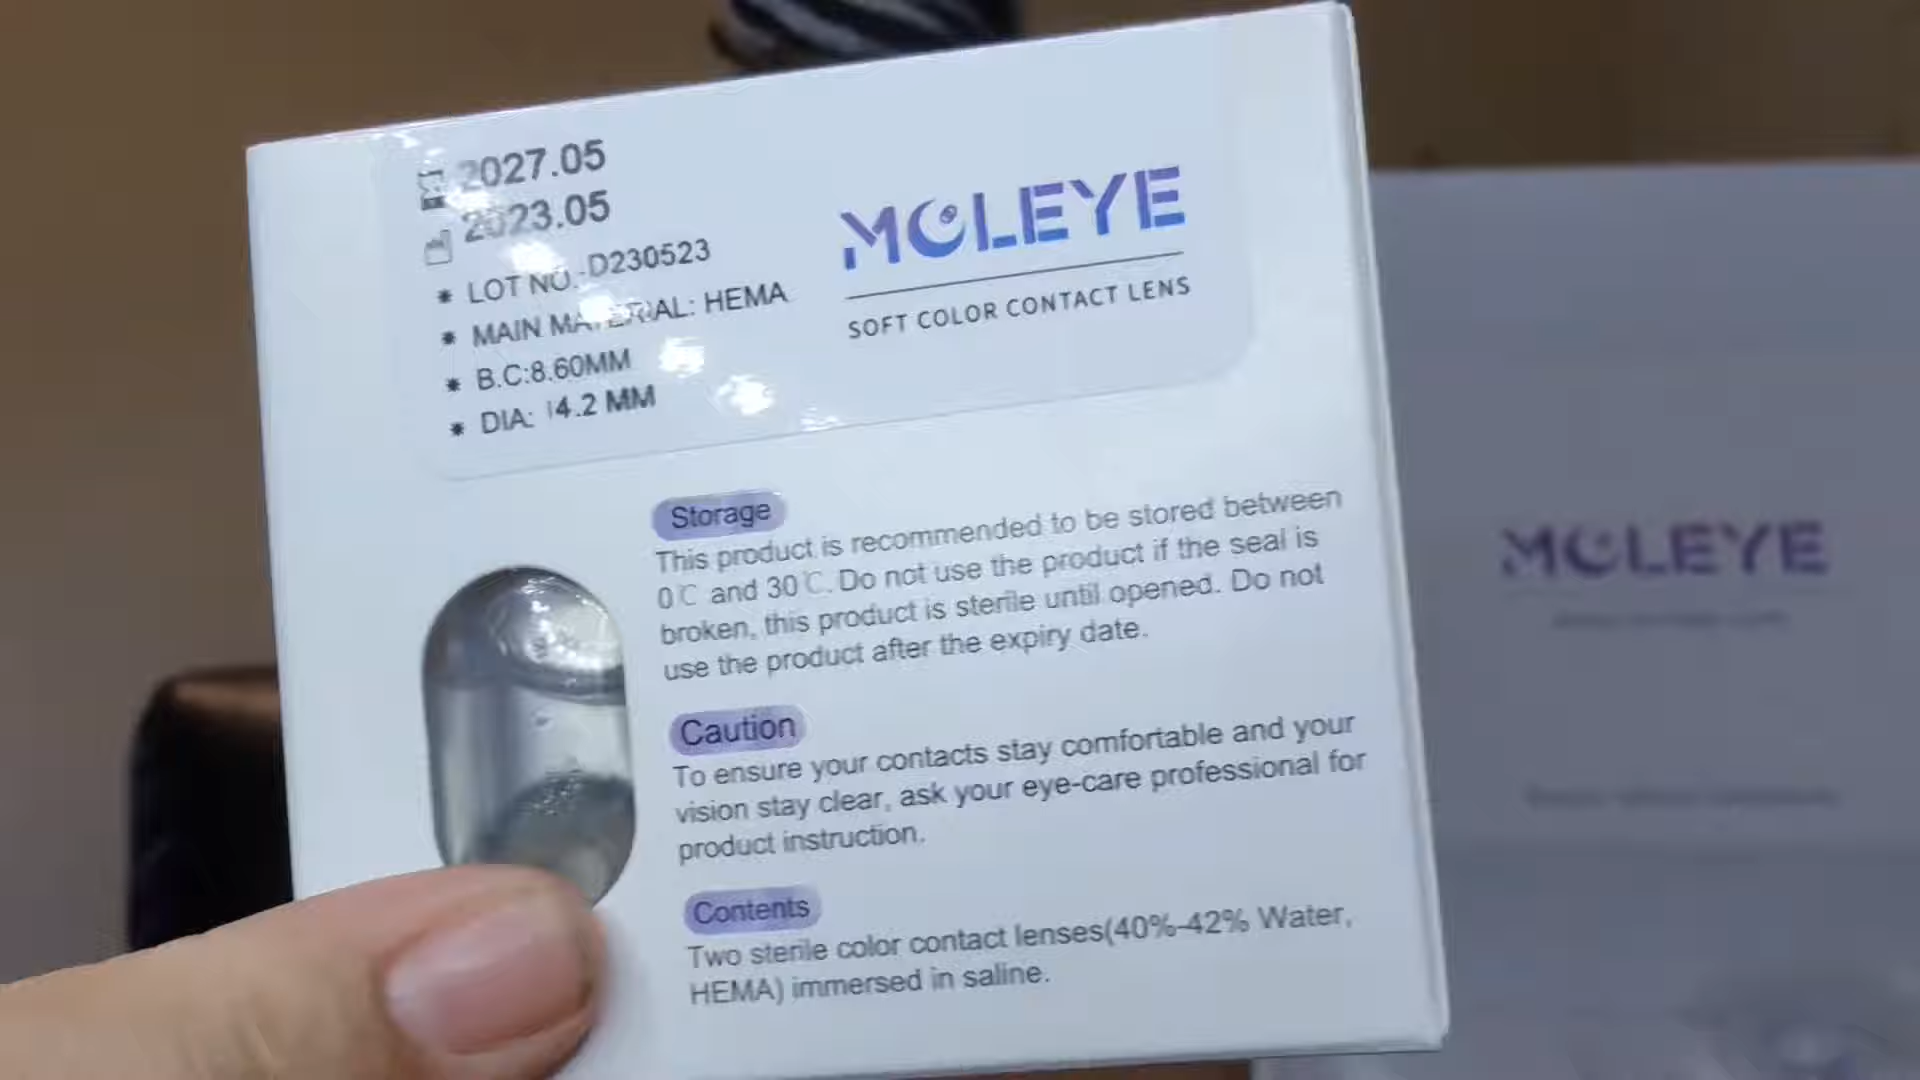 2027.05
2023.05
* LOT NO.:D230523
* MAIN MATERIAL: HEMA
* B.C:8.60MM
* DIA: 14.2 MM
MOLEYE
SOFT COLOR CONTACT LENS
Storage
This product is recommended to be stored between
0℃ and 30℃. Do not use the product if the seal is
broken, this product is sterile until opened. Do not
use the product after the expiry date.
Caution
To ensure your contacts stay comfortable and your
vision stay clear, ask your eye-care professional for
product instruction.
Contents
Two sterile color contact lenses(40%-42% Water,
HEMA) immersed in saline.
MOLEYE